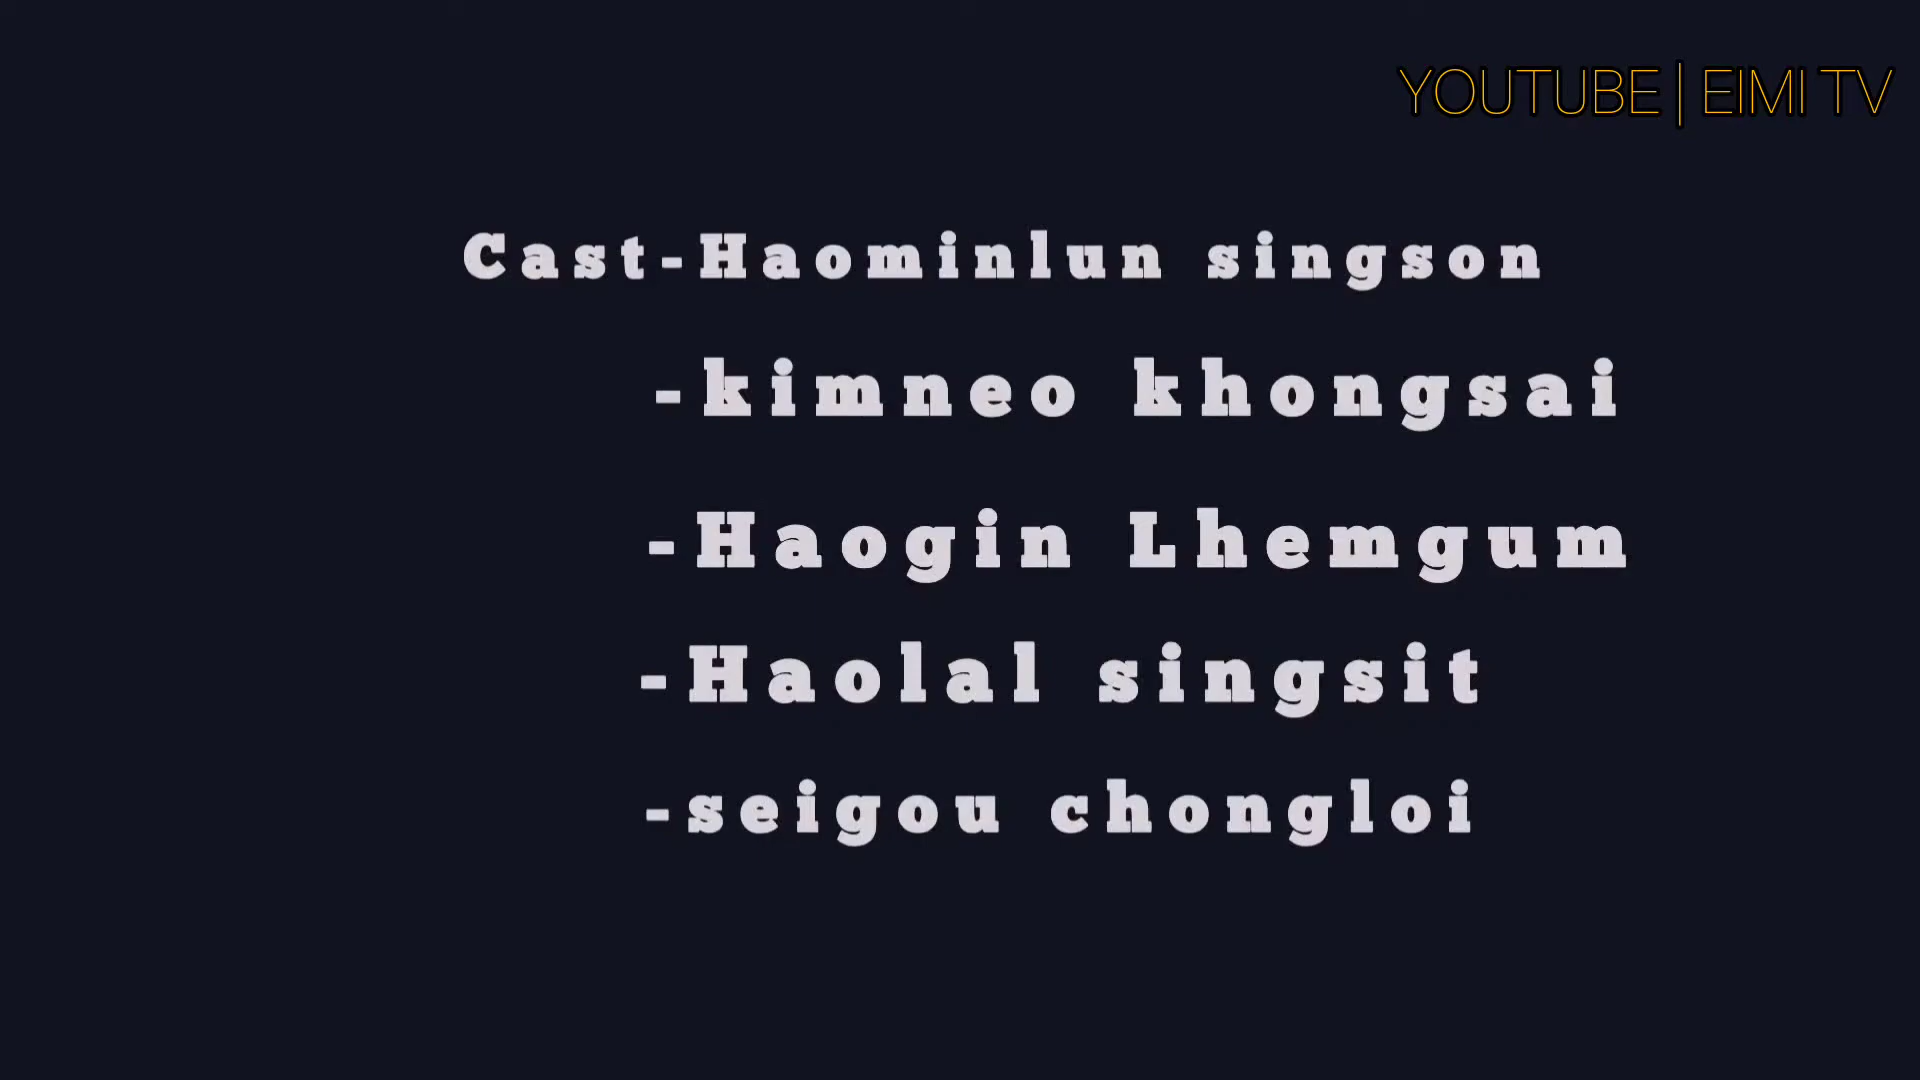 YOUTUBE | EIMI TV
Cast-Haominlun singson
-kimneo khongsai
-Haogin Lhemgum
-Haolal singsit
-seigou chongloi